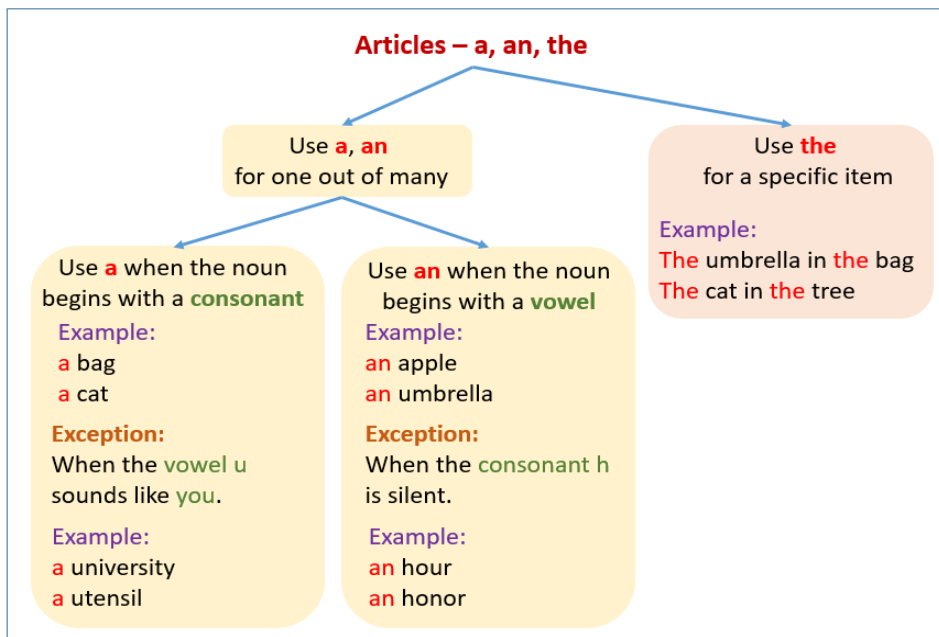 Articles – a, an, the
Use a, an
for one out of many
Use a when the noun
begins with a consonant
Example:
a bag
a cat
Exception:
When the vowel u
sounds like you.
Example:
a university
a utensil
Use an when the noun
begins with a vowel
Example:
an apple
an umbrella
Exception:
When the consonant h
is silent.
Example:
an hour
an honor
Use the
for a specific item
Example:
The umbrella in the bag
The cat in the tree